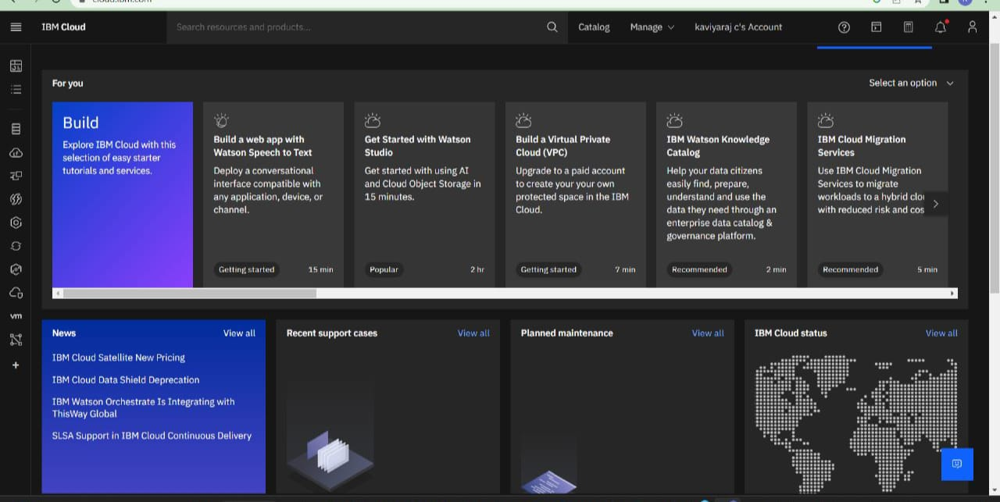 cloud.ibm.com
IBM Cloud
Search resources and products...
Catalog
Manage
kaviyaraj c's Account
For you
Select an option
Build
Explore IBM Cloud with this
selection of easy starter
tutorials and services.
Build a web app with
Watson Speech to Text
Deploy a conversational
interface compatible with
any application, device, or
channel.
Getting started
15 min
Get Started with Watson
Studio
Get started with using AI
and Cloud Object Storage in
15 minutes.
Popular
2 hr
Build a Virtual Private
Cloud (VPC)
Upgrade to a paid account
to create your your own
protected space in the IBM
Cloud.
Getting started
7 min
IBM Watson Knowledge
Catalog
Help your data citizens
easily find, prepare,
understand and use the
data they need through an
enterprise data catalog &
governance platform.
Recommended
2 min
IBM Cloud Migration
Services
Use IBM Cloud Migration
Services to migrate
workloads to a hybrid clo
with reduced risk and cos
Recommended
5 min
vm
News
View all
IBM Cloud Satellite New Pricing
IBM Cloud Data Shield Deprecation
IBM Watson Orchestrate Is Integrating with
ThisWay Global
SLSA Support in IBM Cloud Continuous Delivery
Recent support cases
View all
Planned maintenance
View all
IBM Cloud status
View all